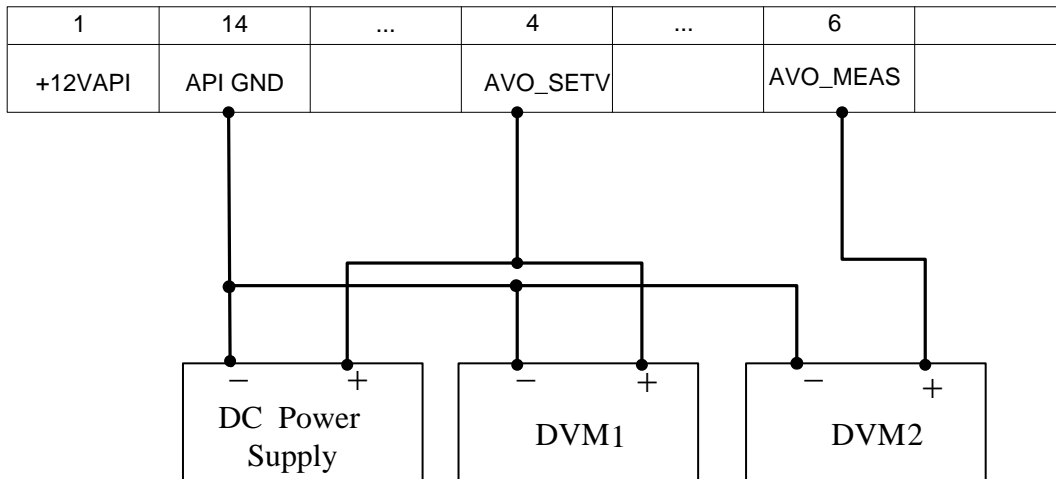 1 14 ... 4 ... 6
+12VAPI API GND AVO_SETV AVO_MEAS
− + − + − +
DC Power
Supply
DVM1
DVM2